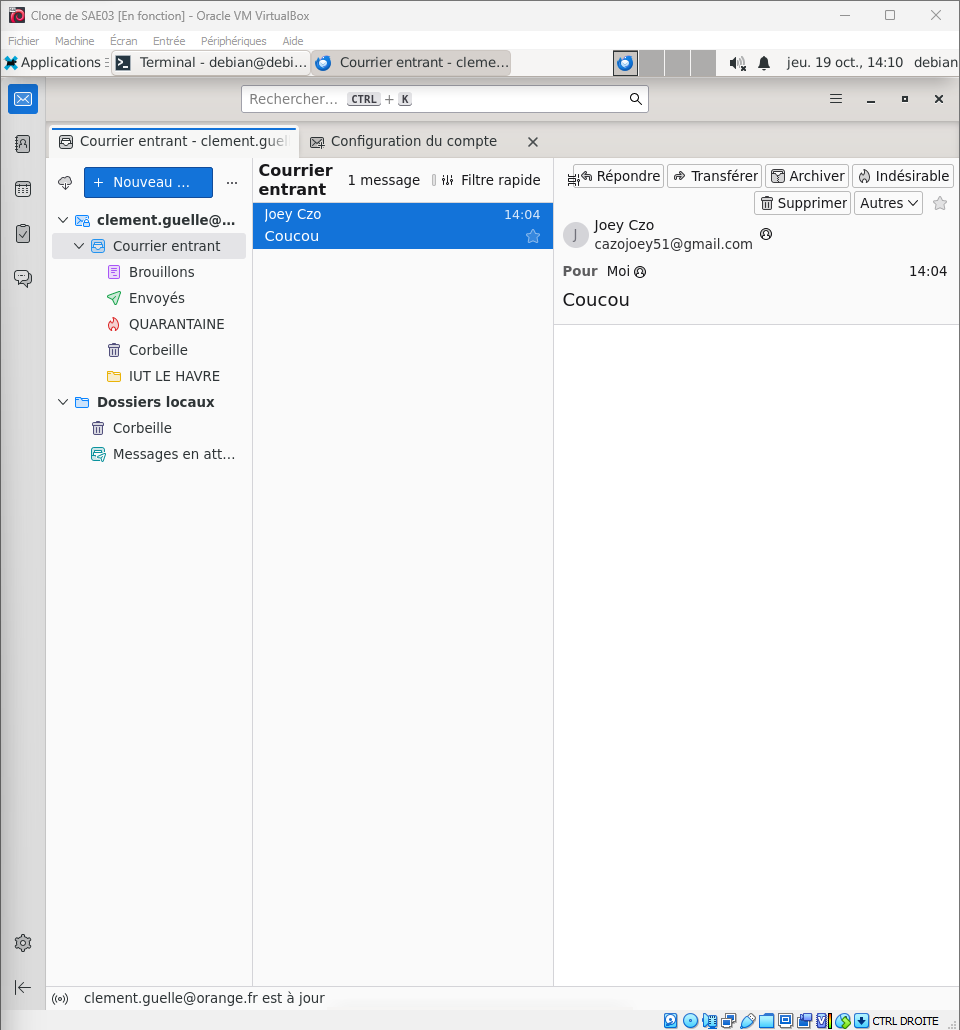 Clone de SAE03 [En fonction] - Oracle VM VirtualBox
Fichier Machine Écran Entrée Périphériques Aide
Applications Terminal - debian@debi... Courrier entrant - cleme... jeu. 19 oct., 14:10 debian
Rechercher... CTRL + K
Courrier entrant - clement.guel Configuration du compte
Nouveau ...
Courrier entrant
1 message
Filtre rapide
clement.guelle@...
Courrier entrant
Brouillons
Envoyés
QUARANTAINE
Corbeille
IUT LE HAVRE
Dossiers locaux
Corbeille
Messages en att...
Joey Czo 14:04
Coucou
Répondre Transférer Archiver Indésirable
Supprimer Autres
J
Joey Czo
cazojoey51@gmail.com
Pour Moi 14:04
Coucou
clement.guelle@orange.fr est à jour
CTRL DROITE